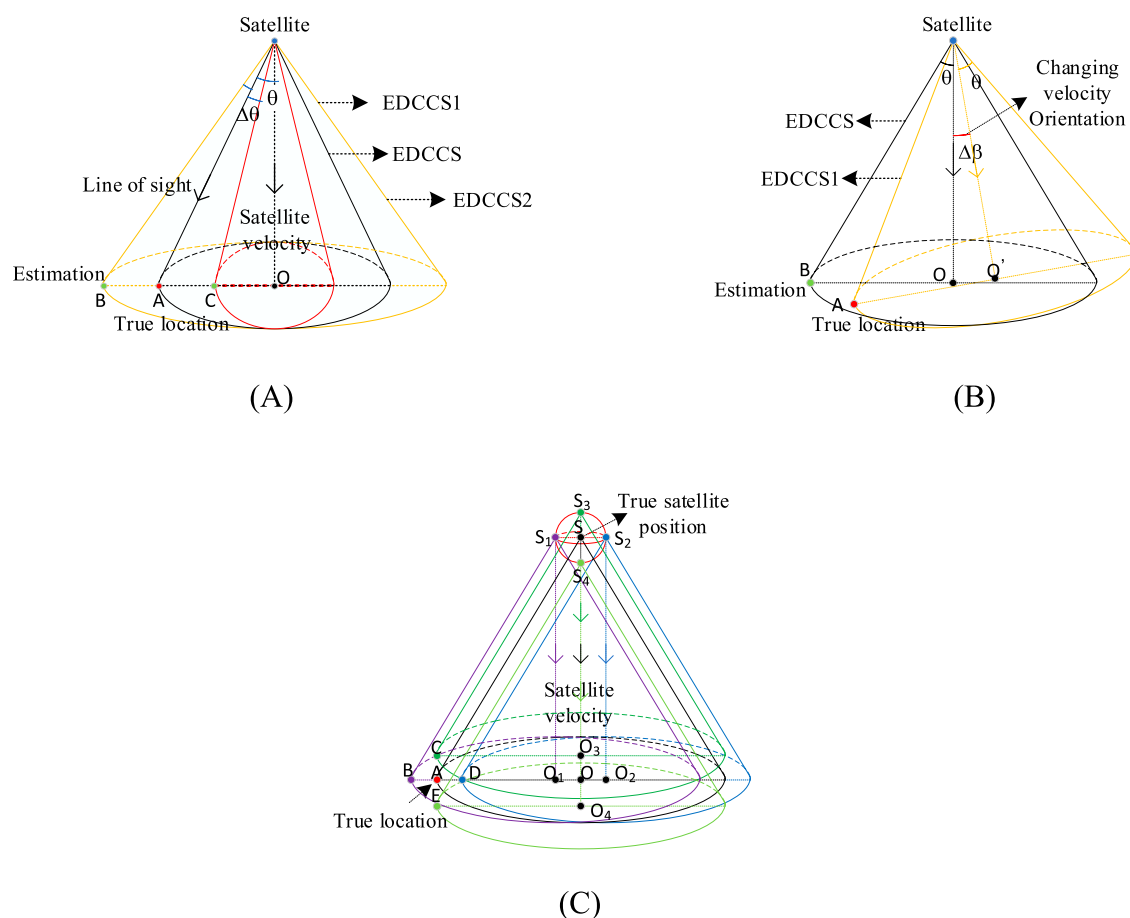 Satellite
θ
Δθ
EDCCS1
EDCCS
EDCCS2
Line of sight
Satellite
velocity
Estimation
B
A
C
O
True location
(A)
Satellite
θ
θ
Changing
velocity
Orientation
EDCCS
Δβ
EDCCS1
B
O
O'
Estimation
A
True location
(B)
S3
True satellite
position
S1
S
S2
S4
Satellite
velocity
C
O3
B
A
D
O1
O
O2
E
O4
True location
(C)